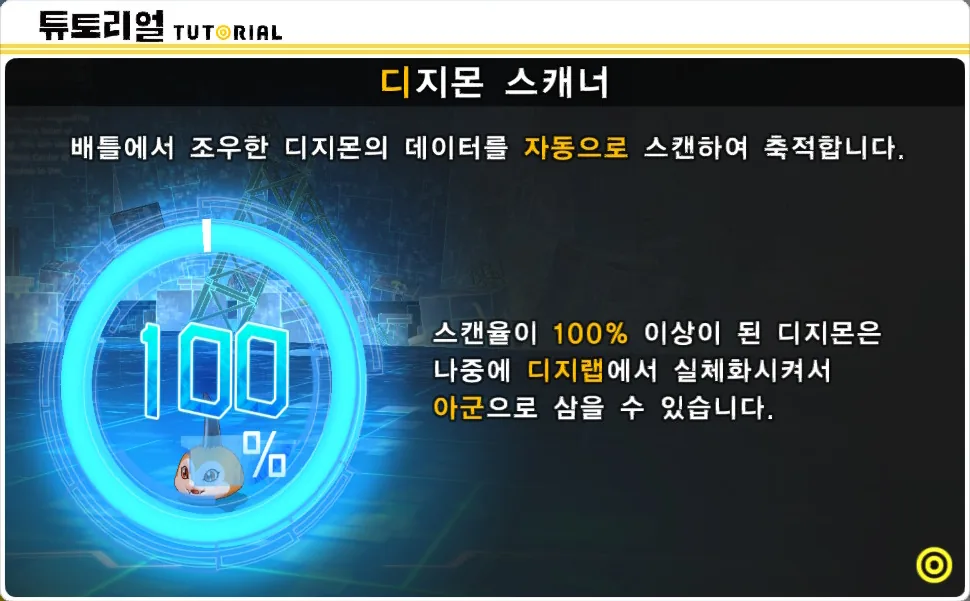 튜토리얼 TUTORIAL
디지몬 스캐너
배틀에서 조우한 디지몬의 데이터를 자동으로 스캔하여 축적합니다.
100
%
스캔율이 100% 이상이 된 디지몬은
나중에 디지랩에서 실체화시켜서
아군으로 삼을 수 있습니다.